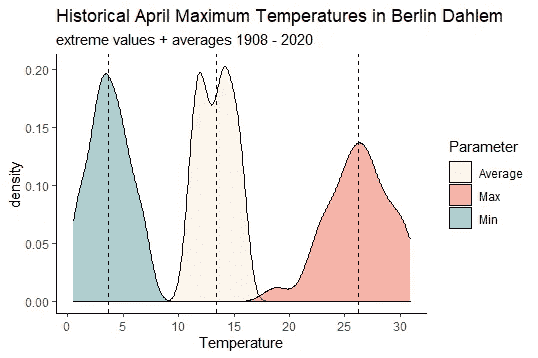 Historical April Maximum Temperatures in Berlin Dahlem
extreme values + averages 1908 - 2020
density
0.20
0.15
0.10
0.05
0.00
0 5 10 15 20 25 30
Temperature
Parameter
Average
Max
Min